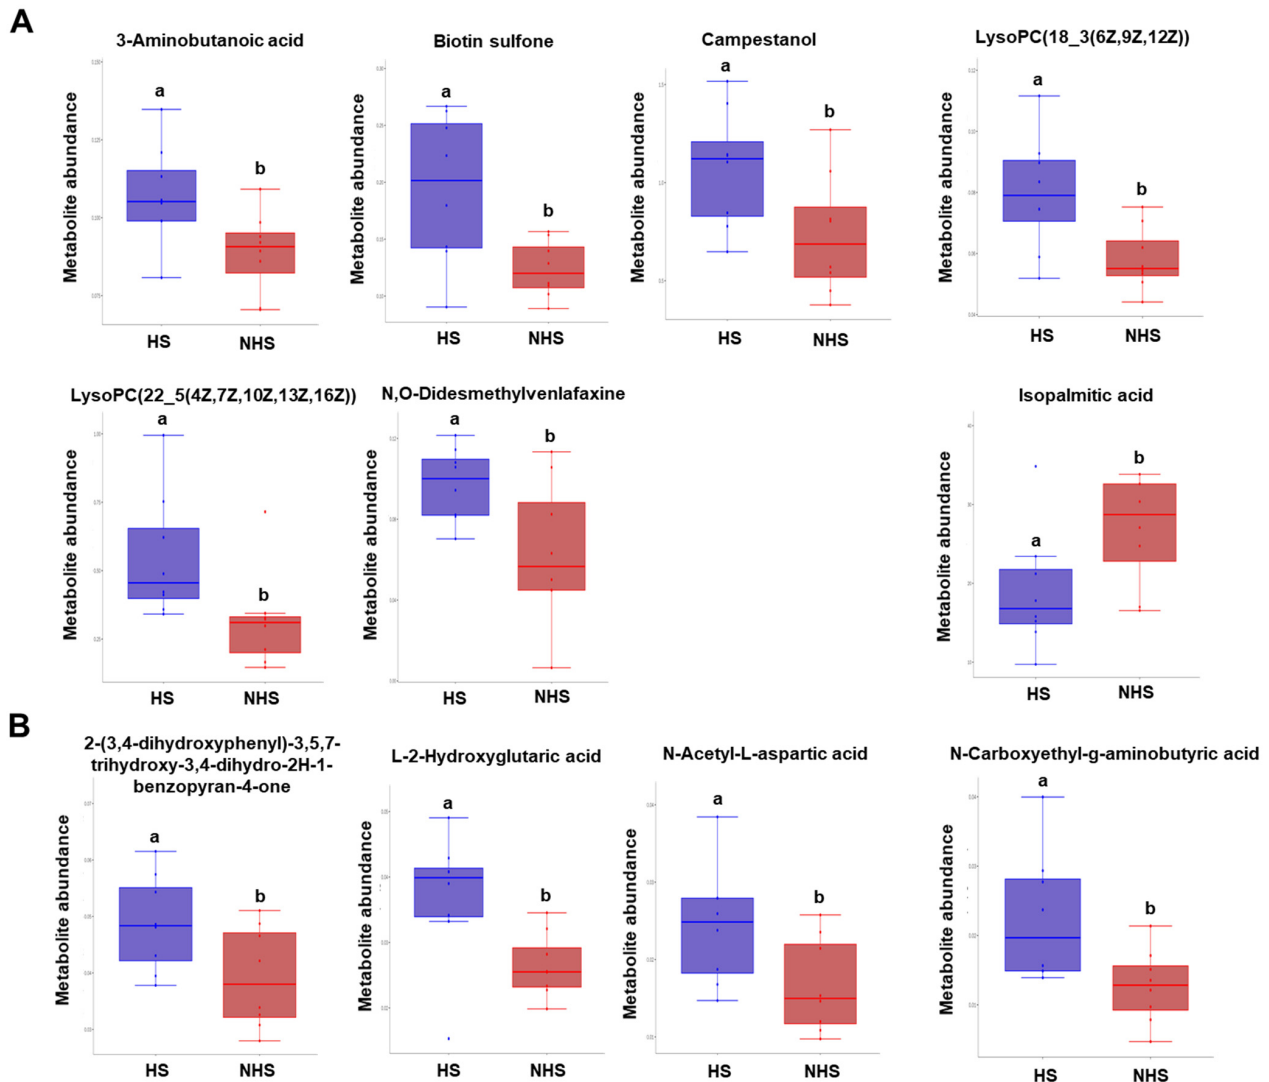 A
3-Aminobutanoic acid
Metabolite abundance
a
b
HS
NHS
Biotin sulfone
Metabolite abundance
a
b
HS
NHS
Campestanol
Metabolite abundance
a
b
HS
NHS
LysoPC(18_3(6Z,9Z,12Z))
Metabolite abundance
a
b
HS
NHS
LysoPC(22_5(4Z,7Z,10Z,13Z,16Z))
Metabolite abundance
a
b
HS
NHS
N,O-Didesmethylvenlafaxine
Metabolite abundance
a
b
HS
NHS
Isopalmitic acid
Metabolite abundance
a
b
HS
NHS
B
2-(3,4-dihydroxyphenyl)-3,5,7-
trihydroxy-3,4-dihydro-2H-1-
benzopyran-4-one
Metabolite abundance
a
b
HS
NHS
L-2-Hydroxyglutaric acid
Metabolite abundance
a
b
HS
NHS
N-Acetyl-L-aspartic acid
Metabolite abundance
a
b
HS
NHS
N-Carboxyethyl-g-aminobutyric acid
Metabolite abundance
a
b
HS
NHS